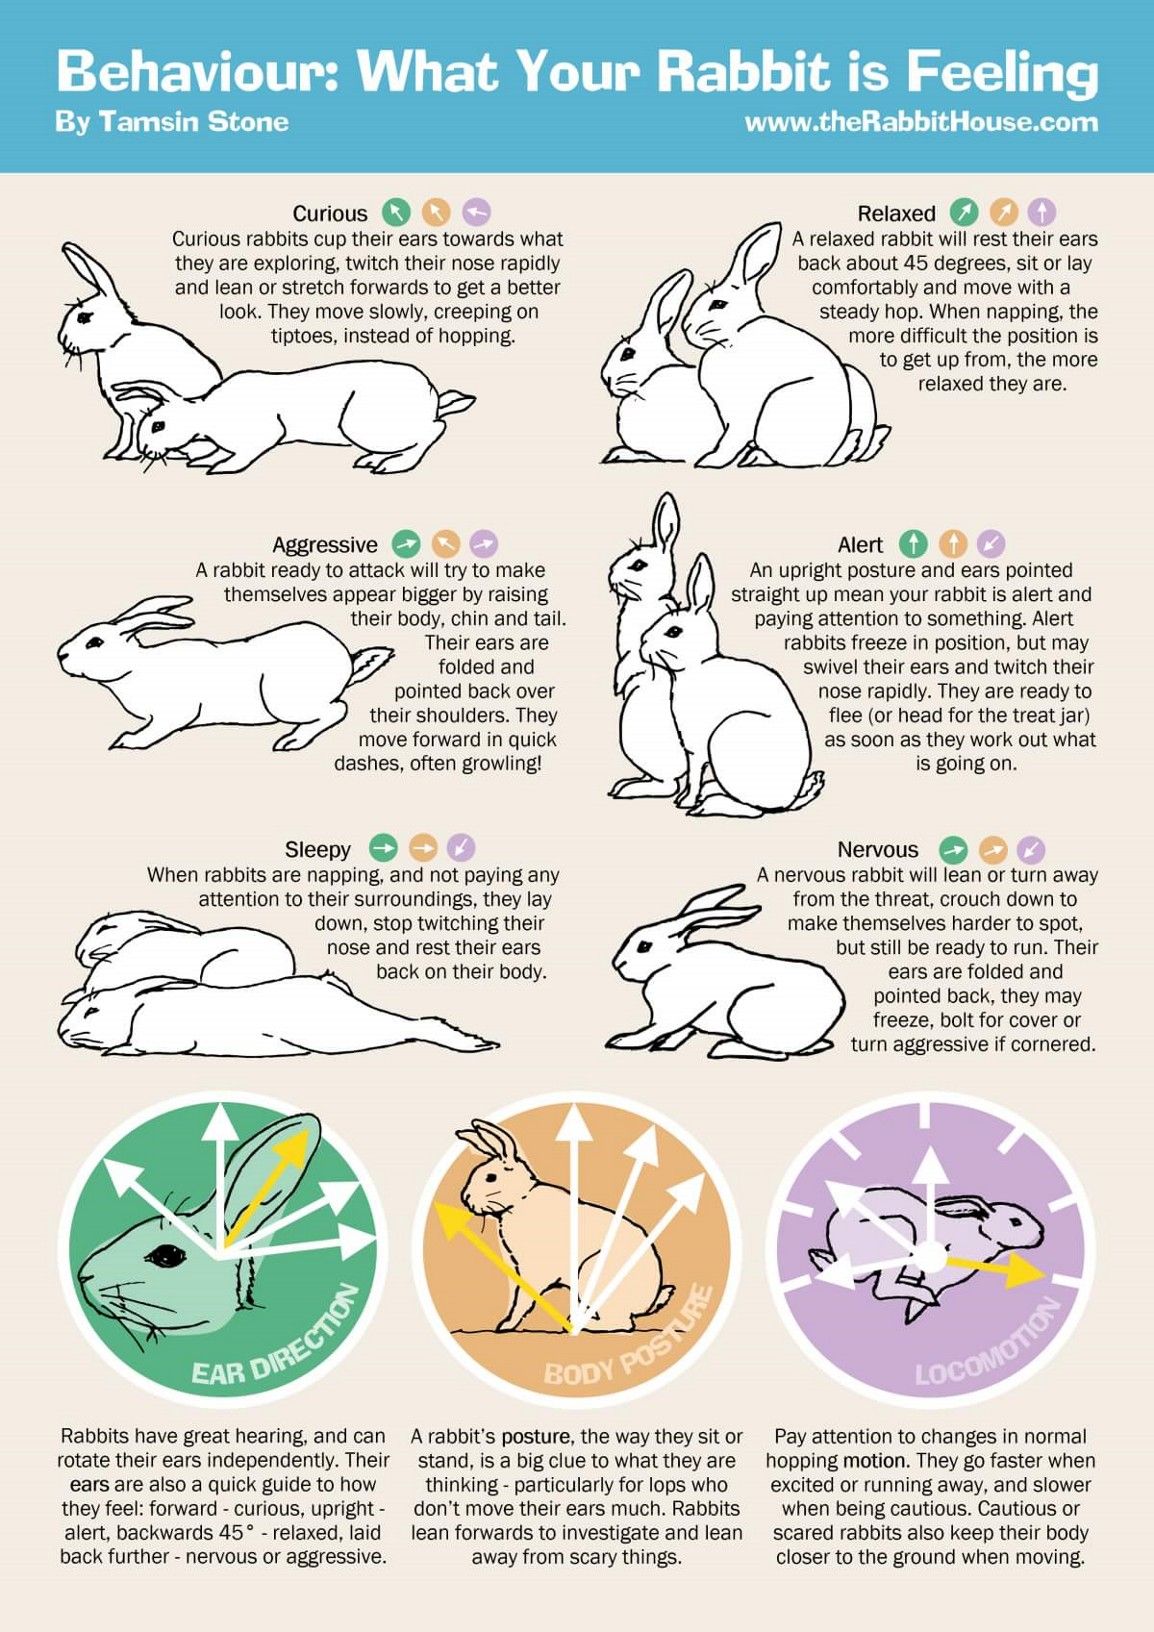 Behaviour: What Your Rabbit is Feeling
By Tamsin Stone
www.theRabbitHouse.com
Curious
Curious rabbits cup their ears towards what
they are exploring, twitch their nose rapidly
and lean or stretch forwards to get a better
look. They move slowly, creeping on
tiptoes, instead of hopping.
Relaxed
A relaxed rabbit will rest their ears
back about 45 degrees, sit or lay
comfortably and move with a
steady hop. When napping, the
more difficult the position is
to get up from, the more
relaxed they are.
Aggressive
A rabbit ready to attack will try to make
themselves appear bigger by raising
their body, chin and tail.
Their ears are
folded and
pointed back over
their shoulders. They
move forward in quick
dashes, often growling!
Alert
An upright posture and ears pointed
straight up mean your rabbit is alert and
paying attention to something. Alert
rabbits freeze in position, but may
swivel their ears and twitch their
nose rapidly. They are ready to
flee (or head for the treat jar)
as soon as they work out what
is going on.
Sleepy
When rabbits are napping, and not paying any
attention to their surroundings, they lay
down, stop twitching their
nose and rest their ears
back on their body.
Nervous
A nervous rabbit will lean or turn away
from the threat, crouch down to
make themselves harder to spot,
but still be ready to run. Their
ears are folded and
pointed back, they may
freeze, bolt for cover or
turn aggressive if cornered.
EAR DIRECTION
BODY POSTURE
LOCOMOTION
Rabbits have great hearing, and can
rotate their ears independently. Their
ears are also a quick guide to how
they feel: forward - curious, upright -
alert, backwards 45° - relaxed, laid
back further - nervous or aggressive.
A rabbit's posture, the way they sit or
stand, is a big clue to what they are
thinking - particularly for lops who
don't move their ears much. Rabbits
lean forwards to investigate and lean
away from scary things.
Pay attention to changes in normal
hopping motion. They go faster when
excited or running away, and slower
when being cautious. Cautious or
scared rabbits also keep their body
closer to the ground when moving.